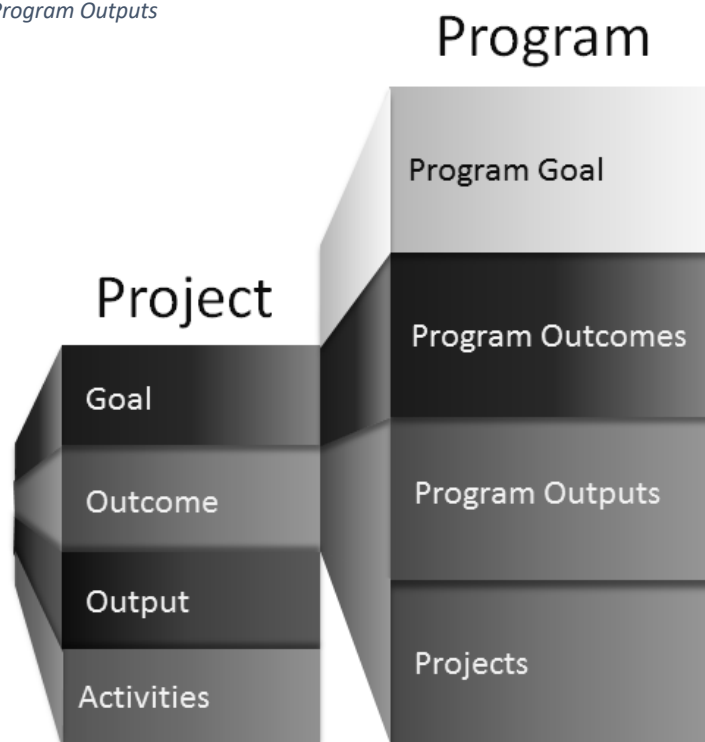 Program Outputs
Program
Program Goal
Program Outcomes
Program Outputs
Projects
Project
Goal
Outcome
Output
Activities